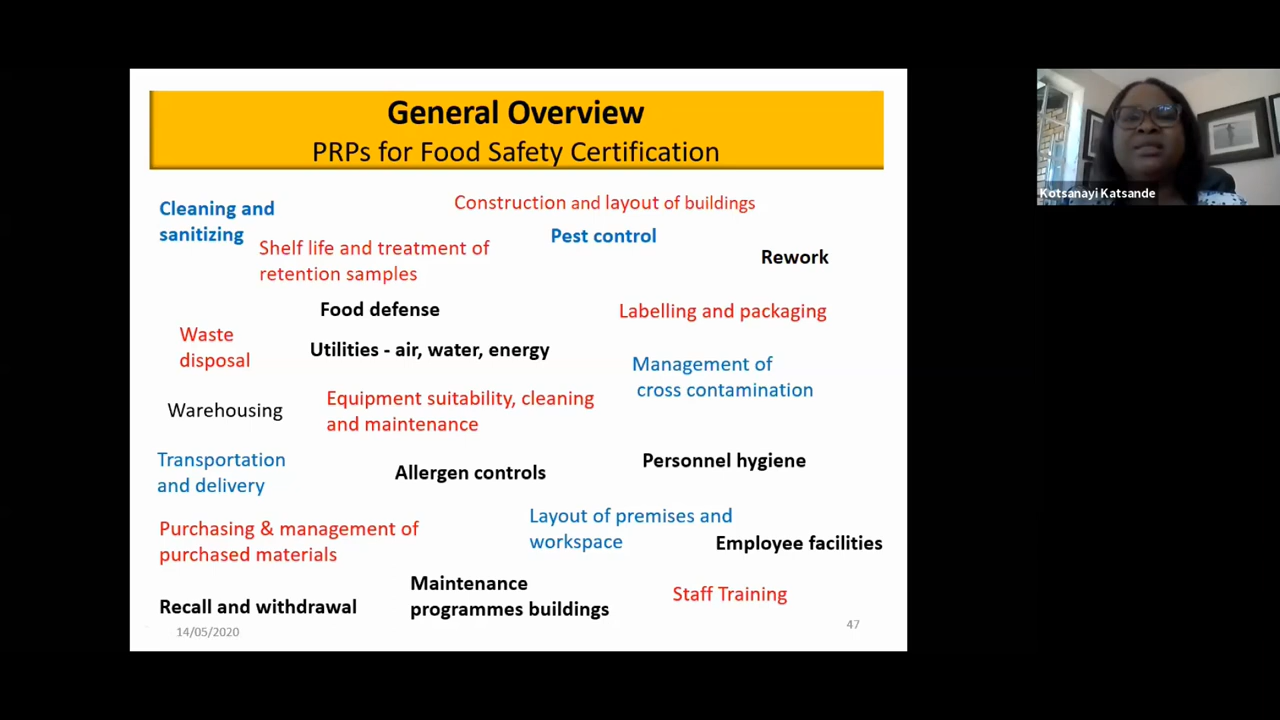 General Overview
PRPs for Food Safety Certification
Kotsanayi Katsande
Cleaning and
sanitizing
Construction and layout of buildings
Shelf life and treatment of
retention samples
Pest control
Rework
Food defense
Labelling and packaging
Waste
disposal
Utilities - air, water, energy
Management of
cross contamination
Warehousing
Equipment suitability, cleaning
and maintenance
Transportation
and delivery
Allergen controls
Personnel hygiene
Purchasing & management of
purchased materials
Layout of premises and
workspace
Employee facilities
Recall and withdrawal
Maintenance
programmes buildings
Staff Training
14/05/2020
47